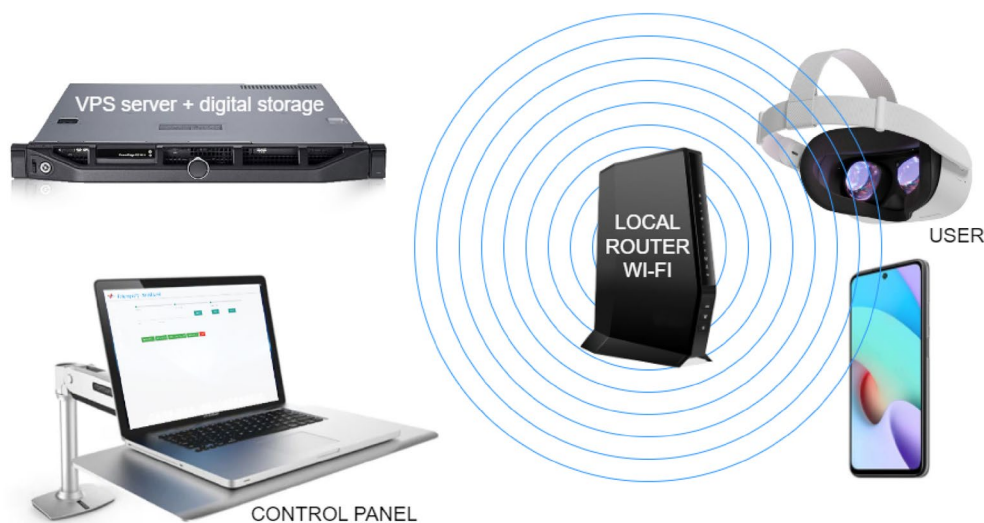 VPS server + digital storage
LOCAL
ROUTER
WI-FI
USER
CONTROL PANEL